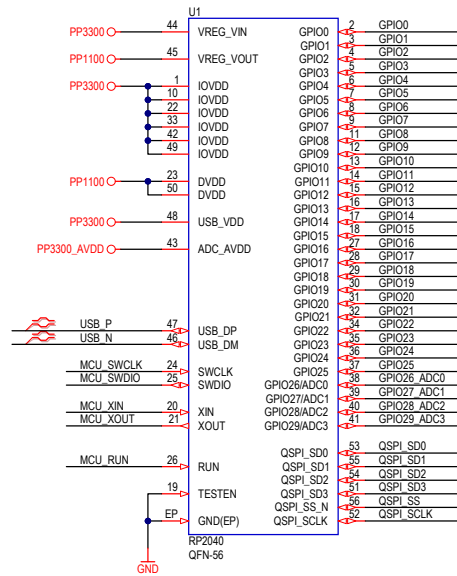 U1
PP3300 44 VREG_VIN GPIO0 2 GPIO0
GPIO1 3 GPIO1
PP1100 45 VREG_VOUT GPIO2 4 GPIO2
GPIO3 5 GPIO3
PP3300 1 IOVDD GPIO4 6 GPIO4
10 IOVDD GPIO5 7 GPIO5
22 IOVDD GPIO6 8 GPIO6
33 IOVDD GPIO7 9 GPIO7
42 IOVDD GPIO8 11 GPIO8
49 IOVDD GPIO9 12 GPIO9
GPIO10 13 GPIO10
PP1100 23 DVDD GPIO11 14 GPIO11
50 DVDD GPIO12 15 GPIO12
GPIO13 16 GPIO13
PP3300 48 USB_VDD GPIO14 17 GPIO14
GPIO15 18 GPIO15
PP3300_AVDD 43 ADC_AVDD GPIO16 27 GPIO16
GPIO17 28 GPIO17
GPIO18 29 GPIO18
GPIO19 30 GPIO19
GPIO20 31 GPIO20
GPIO21 32 GPIO21
USB_P 47 USB_DP GPIO22 34 GPIO22
USB_N 46 USB_DM GPIO23 35 GPIO23
GPIO24 36 GPIO24
MCU_SWCLK 24 SWCLK GPIO25 37 GPIO25
MCU_SWDIO 25 SWDIO GPIO26/ADC0 38 GPIO26_ADC0
GPIO27/ADC1 39 GPIO27_ADC1
MCU_XIN 20 XIN GPIO28/ADC2 40 GPIO28_ADC2
MCU_XOUT 21 XOUT GPIO29/ADC3 41 GPIO29_ADC3
QSPI_SD0 53 QSPI_SD0
MCU_RUN 26 RUN QSPI_SD1 55 QSPI_SD1
QSPI_SD2 54 QSPI_SD2
19 TESTEN QSPI_SD3 51 QSPI_SD3
QSPI_SS_N 56 QSPI_SS
EP GND(EP) QSPI_SCLK 52 QSPI_SCLK
RP2040
QFN-56
GND